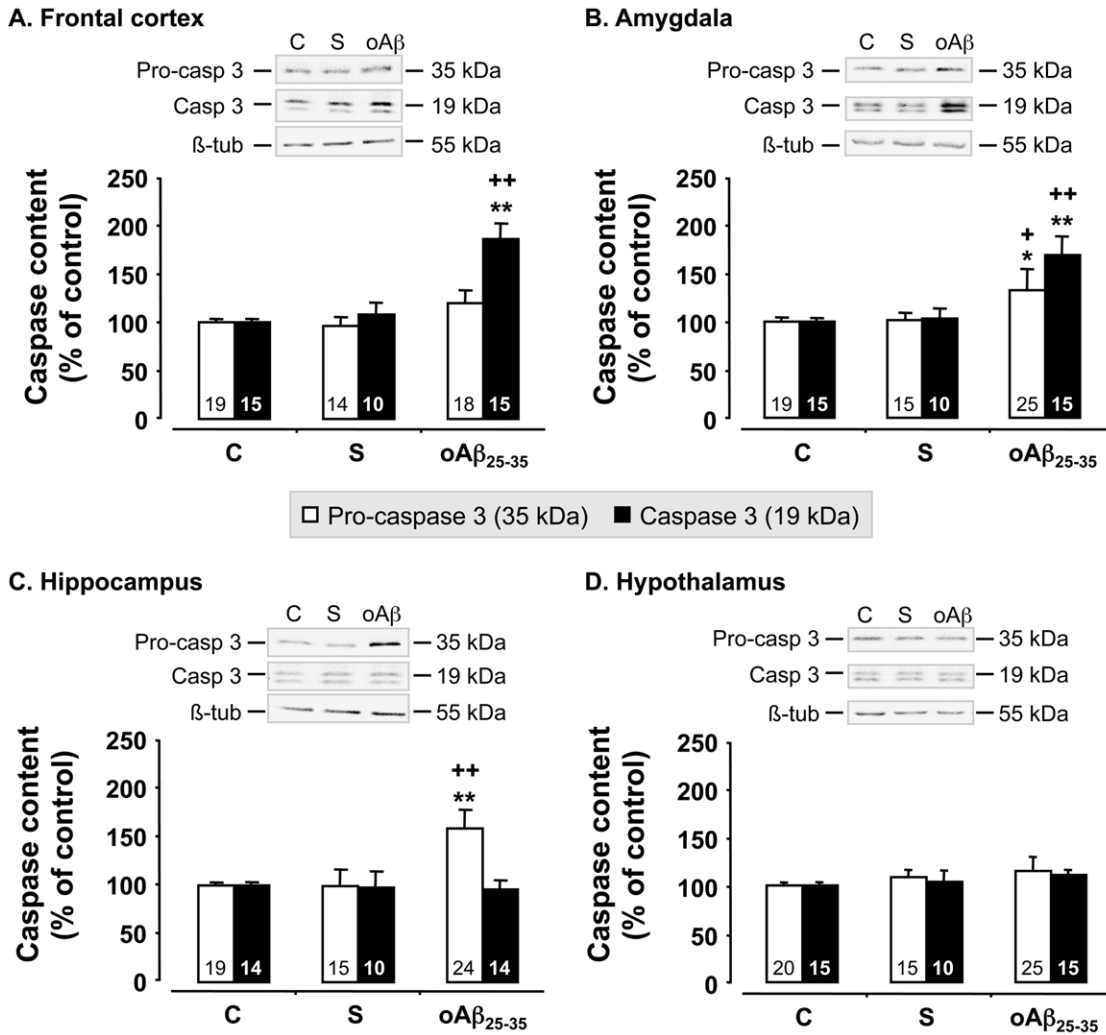 A. Frontal cortex
C S oAβ
Pro-casp 3 35 kDa
Casp 3 19 kDa
ß-tub 55 kDa
Caspase content
(% of control)
250
200
150
100
50
0
++
**
19 15 14 10 18 15
C S oAβ25-35
B. Amygdala
C S oAβ
Pro-casp 3 35 kDa
Casp 3 19 kDa
ß-tub 55 kDa
Caspase content
(% of control)
250
200
150
100
50
0
++
**
+
*
19 15 15 10 25 15
C S oAβ25-35
Pro-caspase 3 (35 kDa) Caspase 3 (19 kDa)
C. Hippocampus
C S oAβ
Pro-casp 3 35 kDa
Casp 3 19 kDa
ß-tub 55 kDa
Caspase content
(% of control)
250
200
150
100
50
0
++
**
19 14 15 10 24 14
C S oAβ25-35
D. Hypothalamus
C S oAβ
Pro-casp 3 35 kDa
Casp 3 19 kDa
ß-tub 55 kDa
Caspase content
(% of control)
250
200
150
100
50
0
20 15 15 10 25 15
C S oAβ25-35